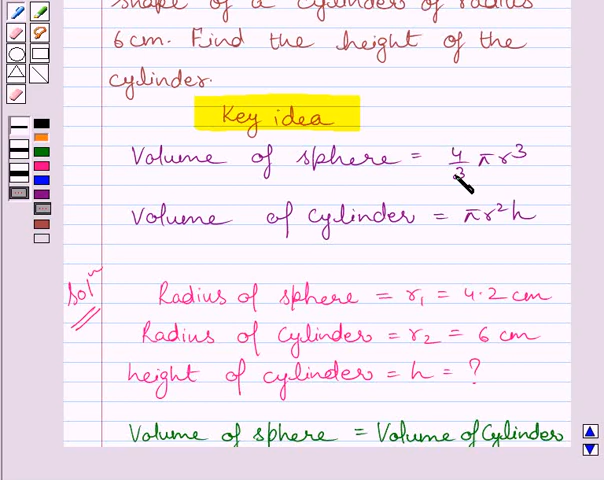 shape of a cylinder of radius
6 cm. Find the height of the
cylinder.
Key idea
Volume of sphere = 4/3 πr³
Volume of cylinder = πr²h
Solⁿ
Radius of sphere = r₁ = 4.2 cm
Radius of cylinder = r₂ = 6 cm
height of cylinder = h = ?
Volume of sphere = Volume of Cylinder